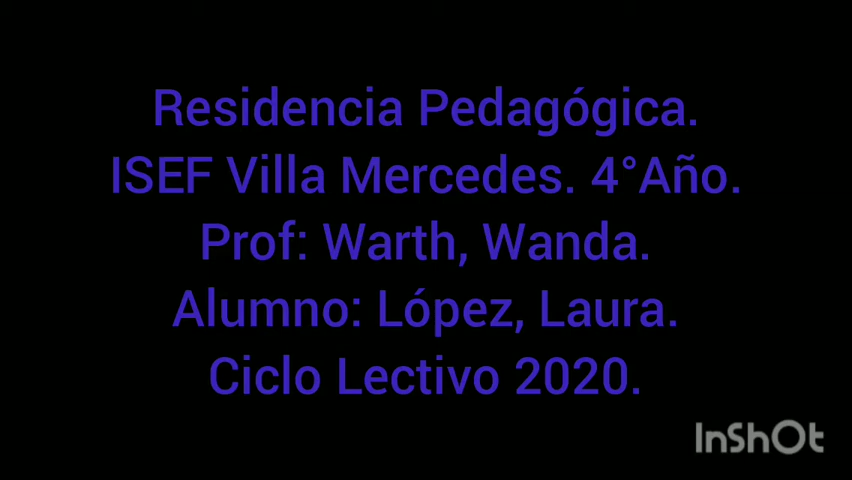 Residencia Pedagógica.
ISEF Villa Mercedes. 4°Año.
Prof: Warth, Wanda.
Alumno: López, Laura.
Ciclo Lectivo 2020.
InShOt